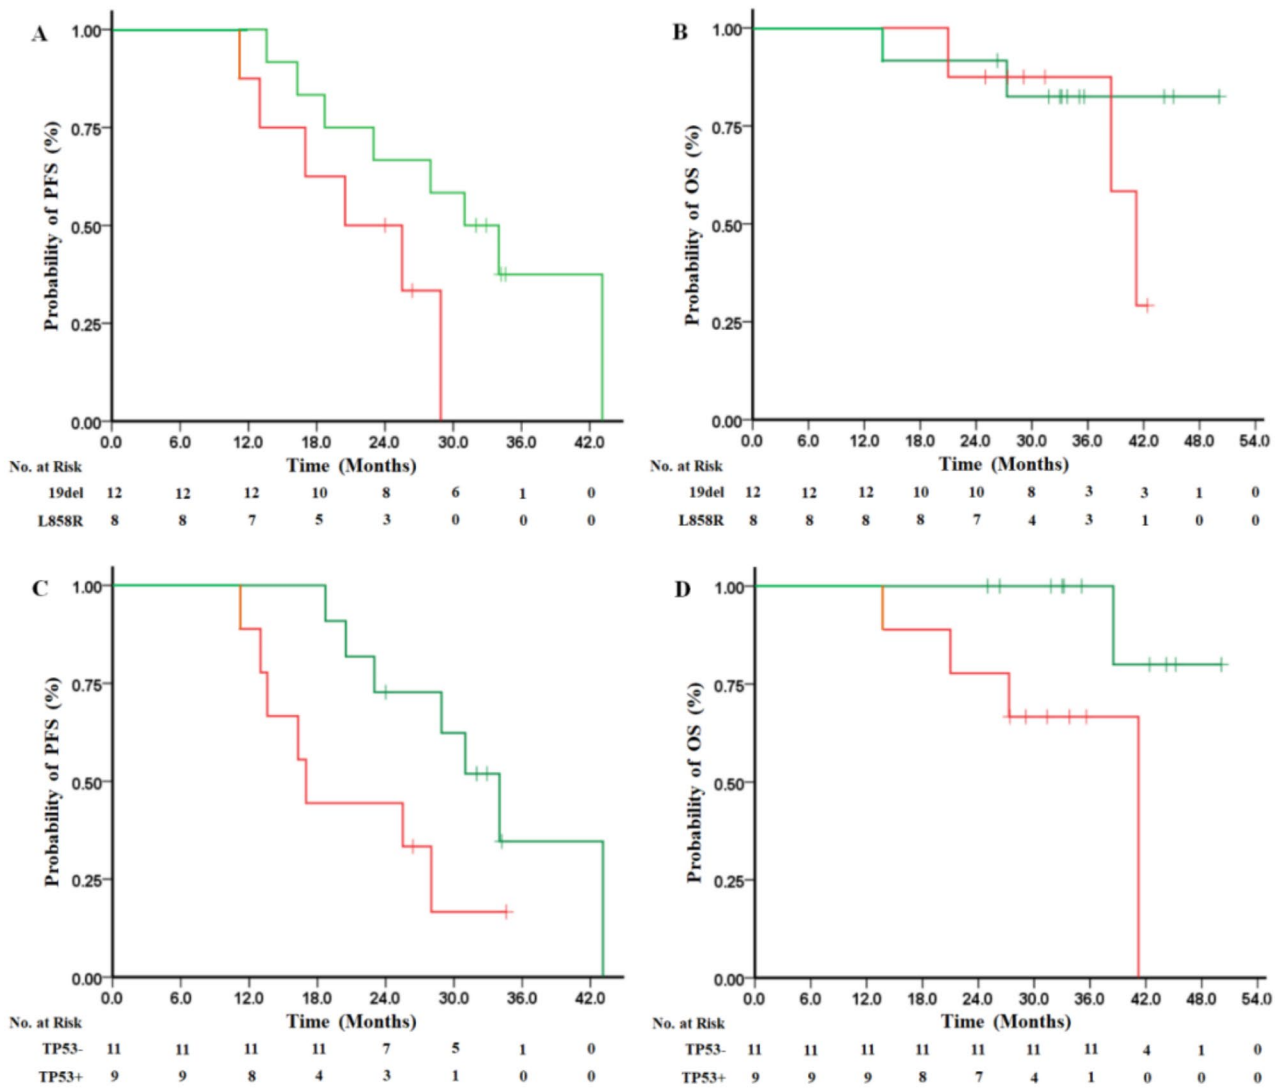 A
Probability of PFS (%)
1.00
0.75
0.50
0.25
0.00
0.0 6.0 12.0 18.0 24.0 30.0 36.0 42.0
No. at Risk Time (Months)
19del 12 12 12 10 8 6 1 0
L858R 8 8 7 5 3 0 0 0
B
Probability of OS (%)
1.00
0.75
0.50
0.25
0.00
0.0 6.0 12.0 18.0 24.0 30.0 36.0 42.0 48.0 54.0
No. at Risk Time (Months)
19del 12 12 12 10 10 8 3 3 1 0
L858R 8 8 8 8 7 4 3 1 0 0
C
Probability of PFS (%)
1.00
0.75
0.50
0.25
0.00
0.0 6.0 12.0 18.0 24.0 30.0 36.0 42.0
No. at Risk Time (Months)
TP53- 11 11 11 11 7 5 1 0
TP53+ 9 9 8 4 3 1 0 0
D
Probability of OS (%)
1.00
0.75
0.50
0.25
0.00
0.0 6.0 12.0 18.0 24.0 30.0 36.0 42.0 48.0 54.0
No. at Risk Time (Months)
TP53- 11 11 11 11 11 11 11 4 1 0
TP53+ 9 9 9 8 7 4 1 0 0 0